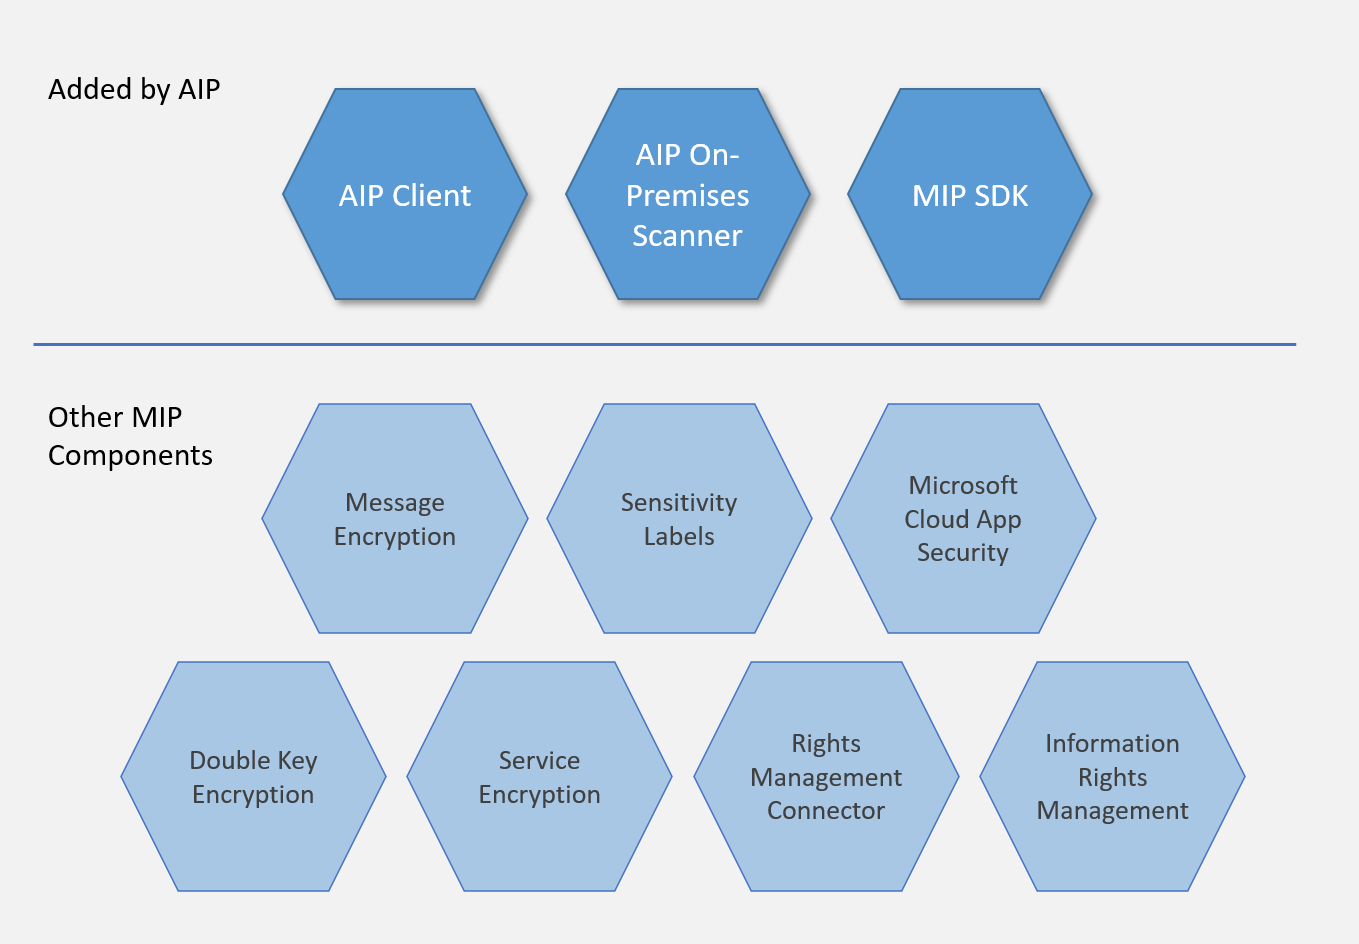 Added by AIP
AIP Client
AIP On-
Premises
Scanner
MIP SDK
Other MIP
Components
Message
Encryption
Sensitivity
Labels
Microsoft
Cloud App
Security
Double Key
Encryption
Service
Encryption
Rights
Management
Connector
Information
Rights
Management